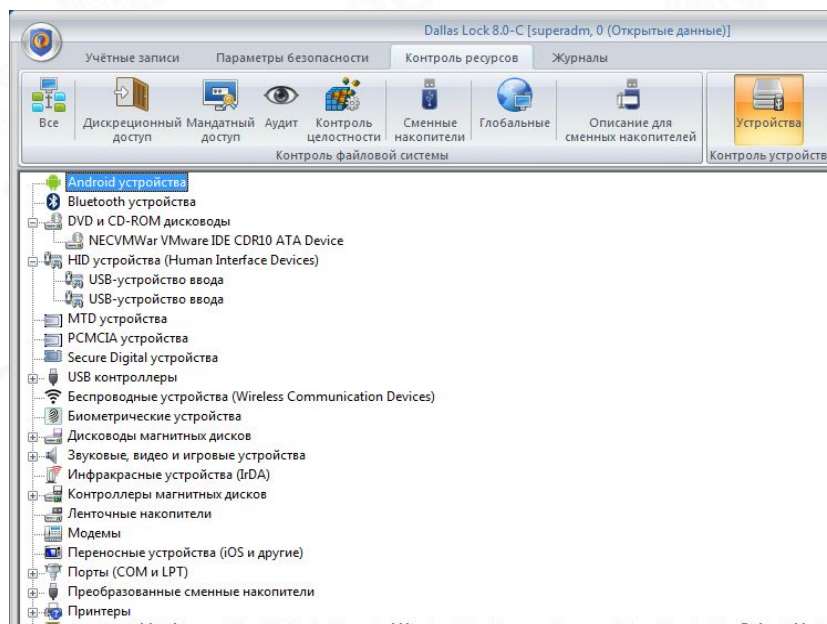 Dallas Lock 8.0-C [superadm, 0 (Открытые данные)]
Учётные записи
Параметры безопасности
Контроль ресурсов
Журналы
Все
Дискреционный доступ
Мандатный доступ
Аудит
Контроль целостности
Сменные накопители
Глобальные
Описание для сменных накопителей
Устройства
Контроль файловой системы
Контроль устройств
Android устройства
Bluetooth устройства
DVD и CD-ROM дисководы
NECVMWar VMware IDE CDR10 ATA Device
HID устройства (Human Interface Devices)
USB-устройство ввода
USB-устройство ввода
MTD устройства
PCMCIA устройства
Secure Digital устройства
USB контроллеры
Беспроводные устройства (Wireless Communication Devices)
Биометрические устройства
Дисководы магнитных дисков
Звуковые, видео и игровые устройства
Инфракрасные устройства (IrDA)
Контроллеры магнитных дисков
Ленточные накопители
Модемы
Переносные устройства (iOS и другие)
Порты (COM и LPT)
Преобразованные сменные накопители
Принтеры